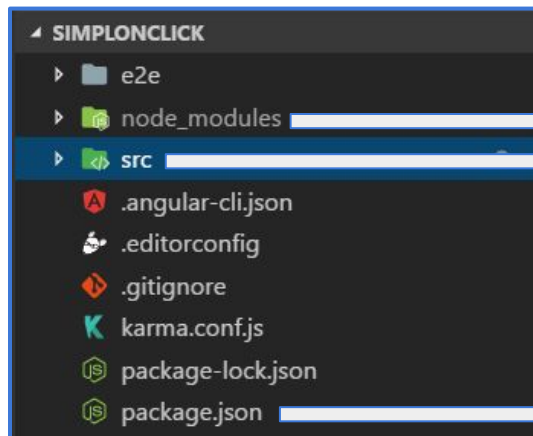 SIMPLONCLICK
e2e
node_modules
src
.angular-cli.json
.editorconfig
.gitignore
karma.conf.js
package-lock.json
package.json